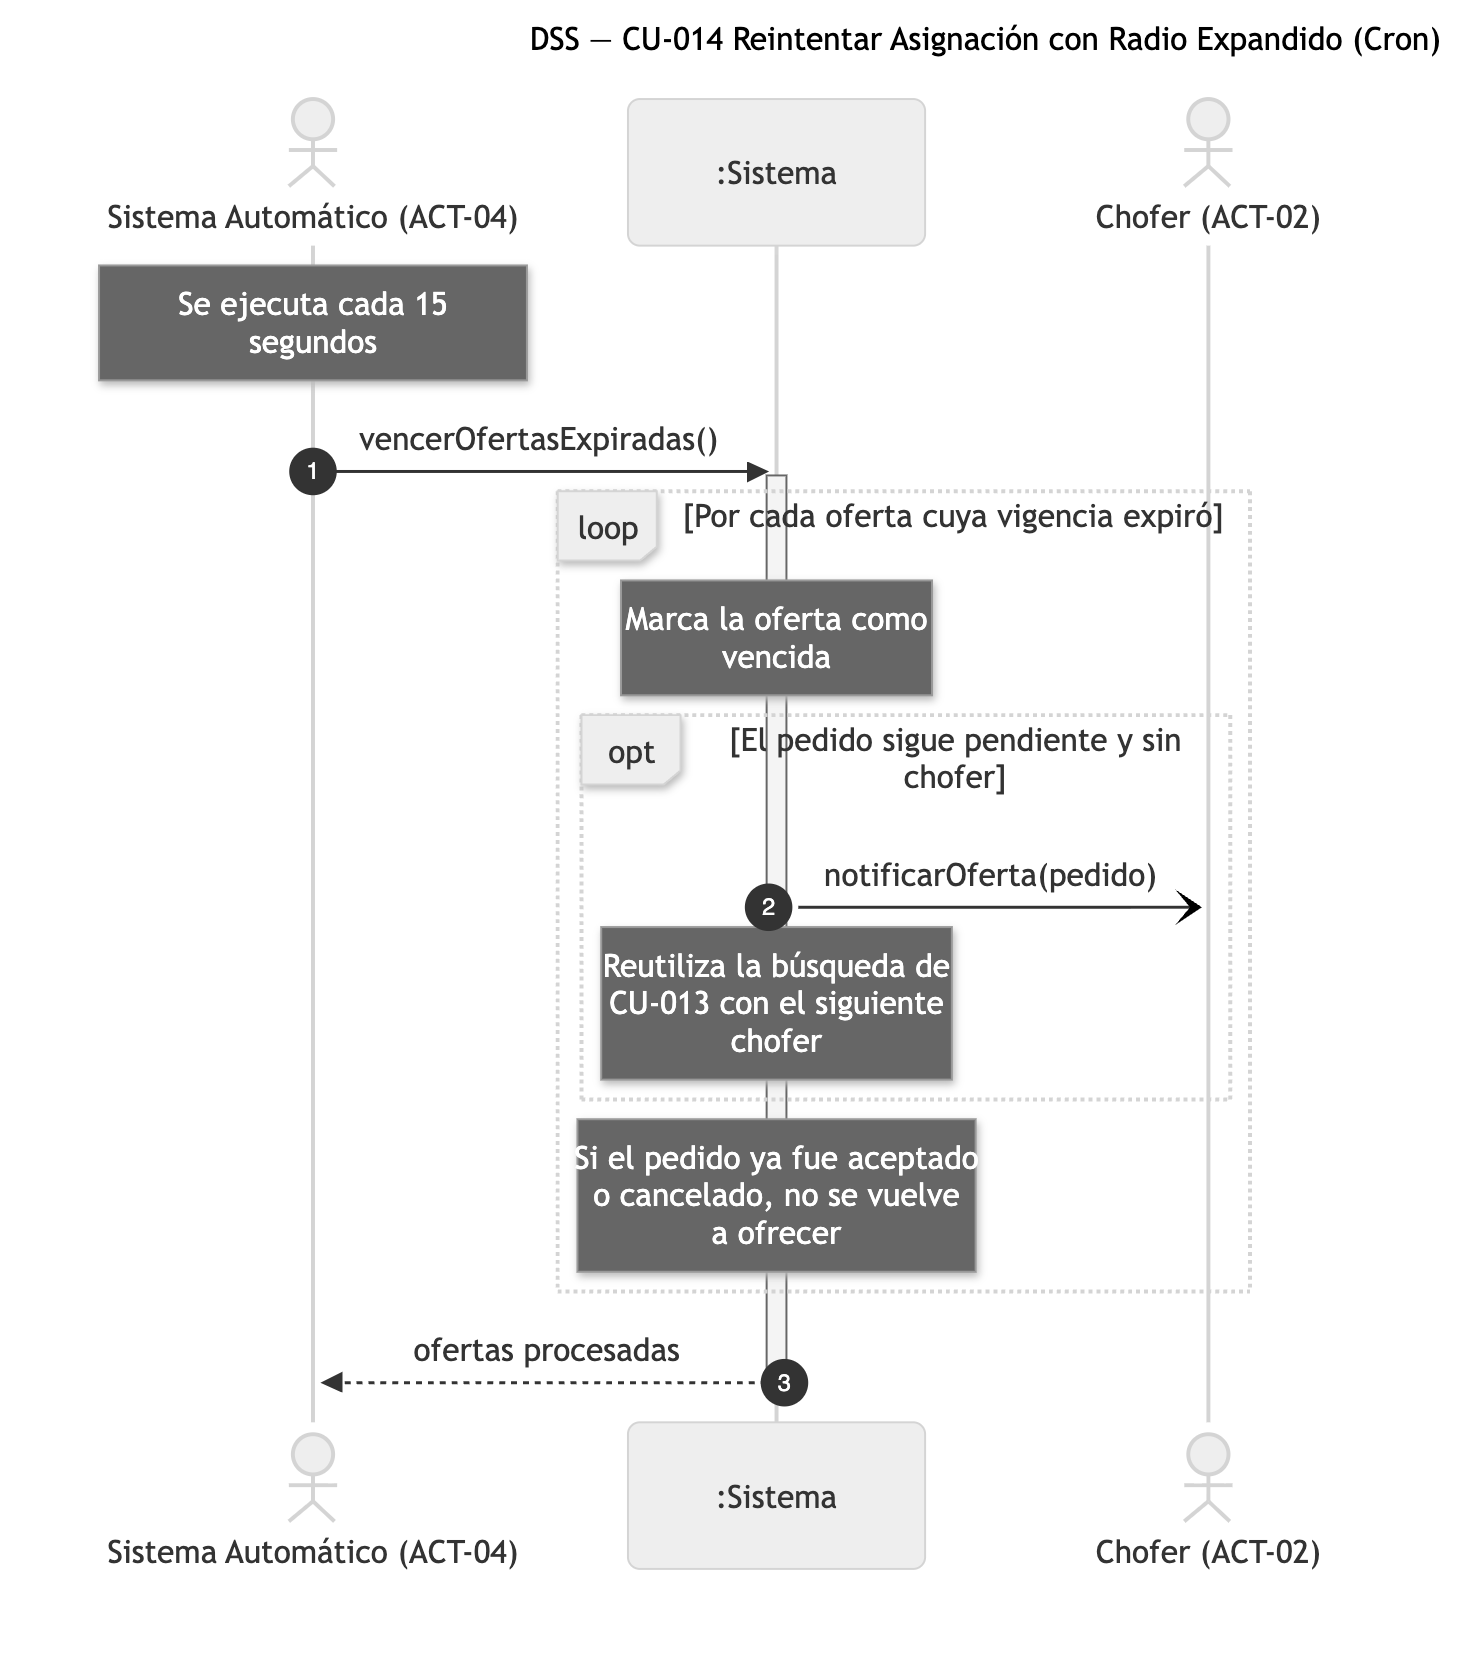 DSS — CU-014 Reintentar Asignación con Radio Expandido (Cron)
Sistema Automático (ACT-04)
:Sistema
Chofer (ACT-02)
Se ejecuta cada 15
segundos
vencerOfertasExpiradas()
1
loop
[Por cada oferta cuya vigencia expiró]
Marca la oferta como
vencida
opt
[El pedido sigue pendiente y sin
chofer]
notificarOferta(pedido)
2
Reutiliza la búsqueda de
CU-013 con el siguiente
chofer
Si el pedido ya fue aceptado
o cancelado, no se vuelve
a ofrecer
ofertas procesadas
3
Sistema Automático (ACT-04)
:Sistema
Chofer (ACT-02)